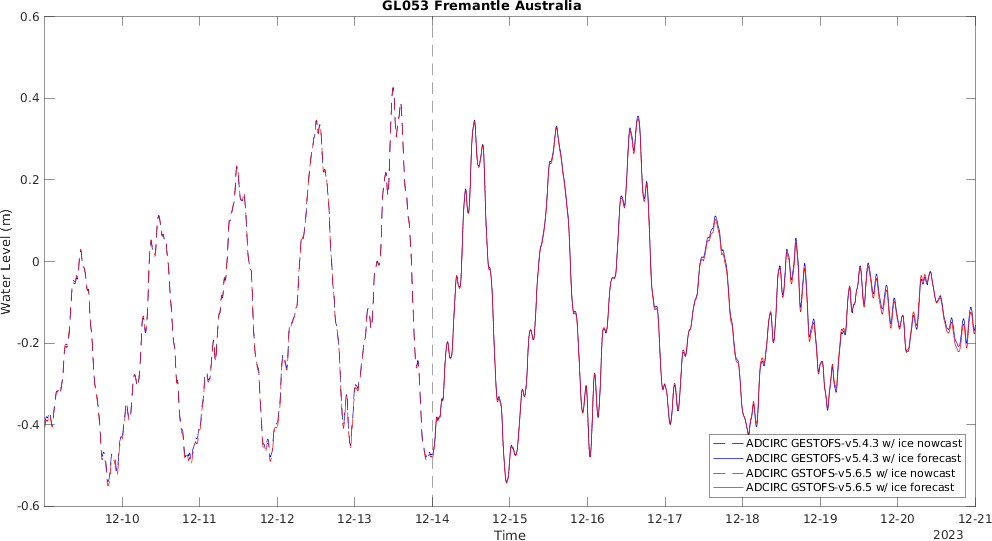 GL053 Fremantle Australia
0.6
0.4
0.2
0
-0.2
-0.4
-0.6
Water Level (m)
12-10 12-11 12-12 12-13 12-14 12-15 12-16 12-17 12-18 12-19 12-20 12-21
Time
2023
ADCIRC GESTOFS-v5.4.3 w/ ice nowcast
ADCIRC GESTOFS-v5.4.3 w/ ice forecast
ADCIRC GSTOFS-v5.6.5 w/ ice nowcast
ADCIRC GSTOFS-v5.6.5 w/ ice forecast